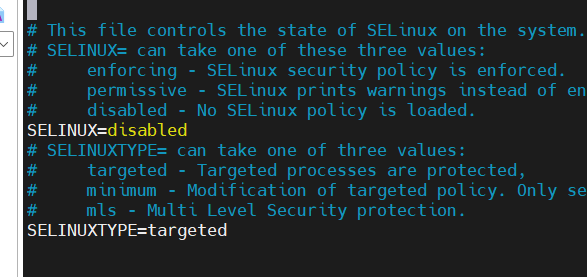 # This file controls the state of SELinux on the system.
# SELINUX= can take one of these three values:
#     enforcing - SELinux security policy is enforced.
#     permissive - SELinux prints warnings instead of en
#     disabled - No SELinux policy is loaded.
SELINUX=disabled
# SELINUXTYPE= can take one of three values:
#     targeted - Targeted processes are protected,
#     minimum - Modification of targeted policy. Only se
#     mls - Multi Level Security protection.
SELINUXTYPE=targeted